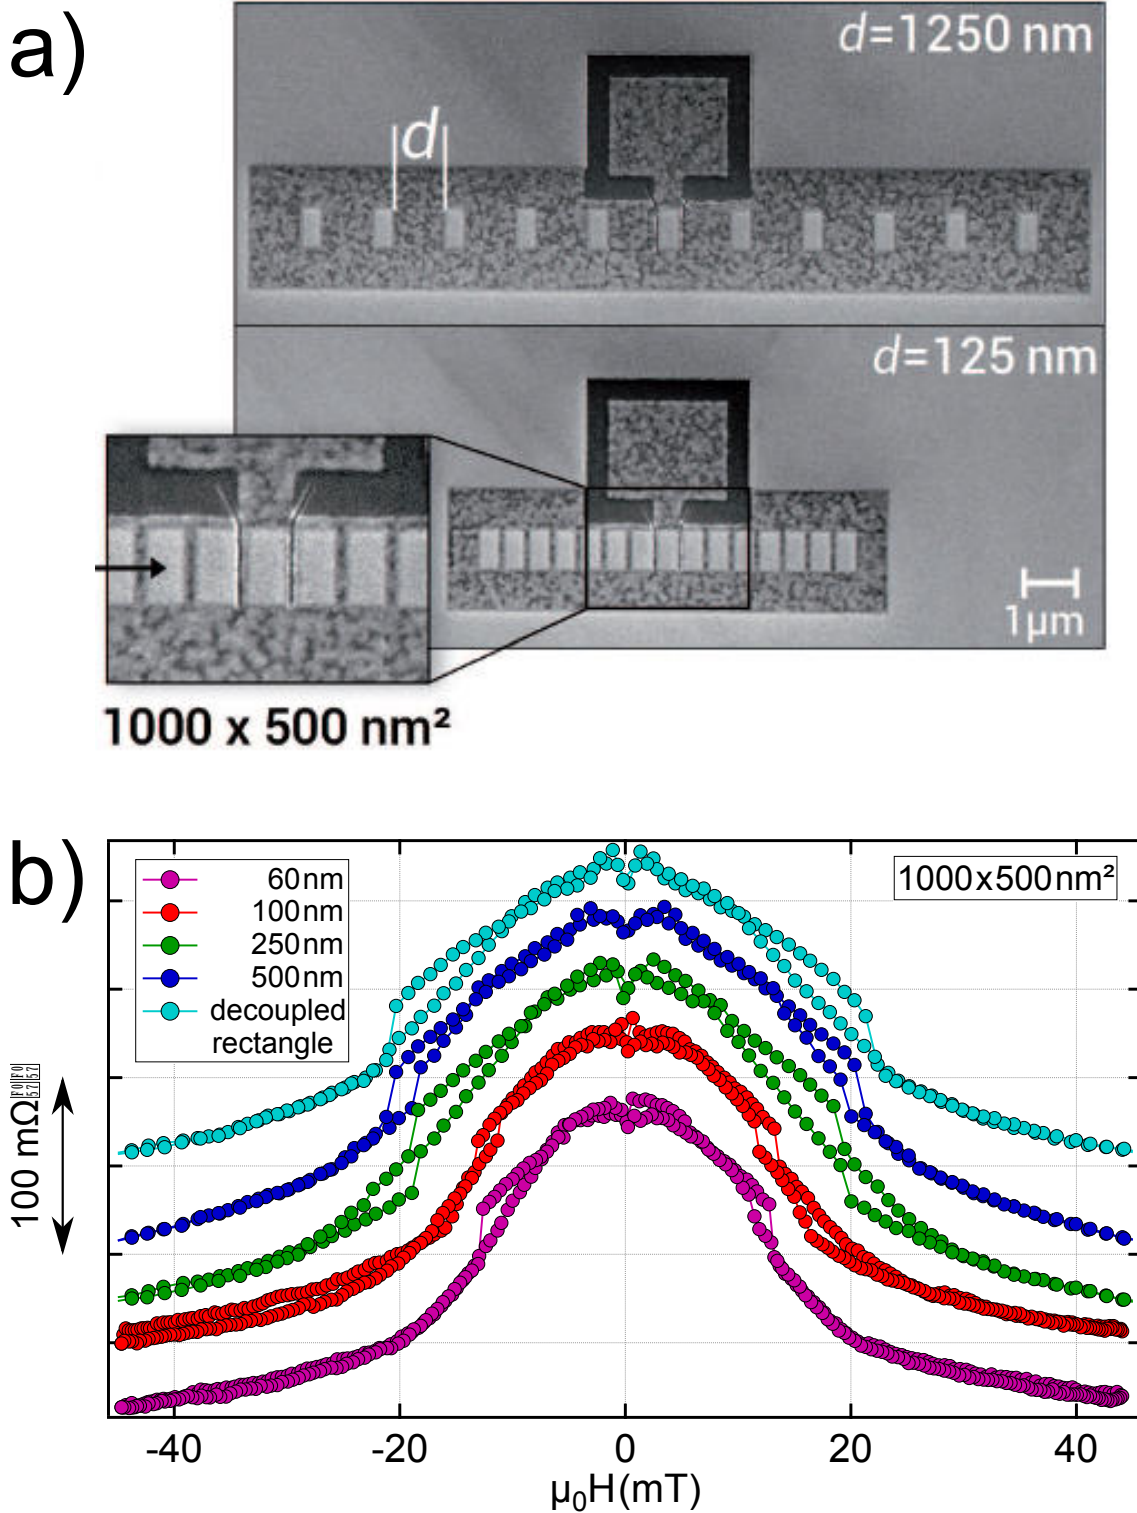 a)
d=1250 nm
d
d=125 nm
1µm
1000 x 500 nm²
b)
60nm
100nm
250nm
500nm
decoupled
rectangle
1000x500nm²
100 mΩ
-40 -20 0 20 40
µ₀H(mT)